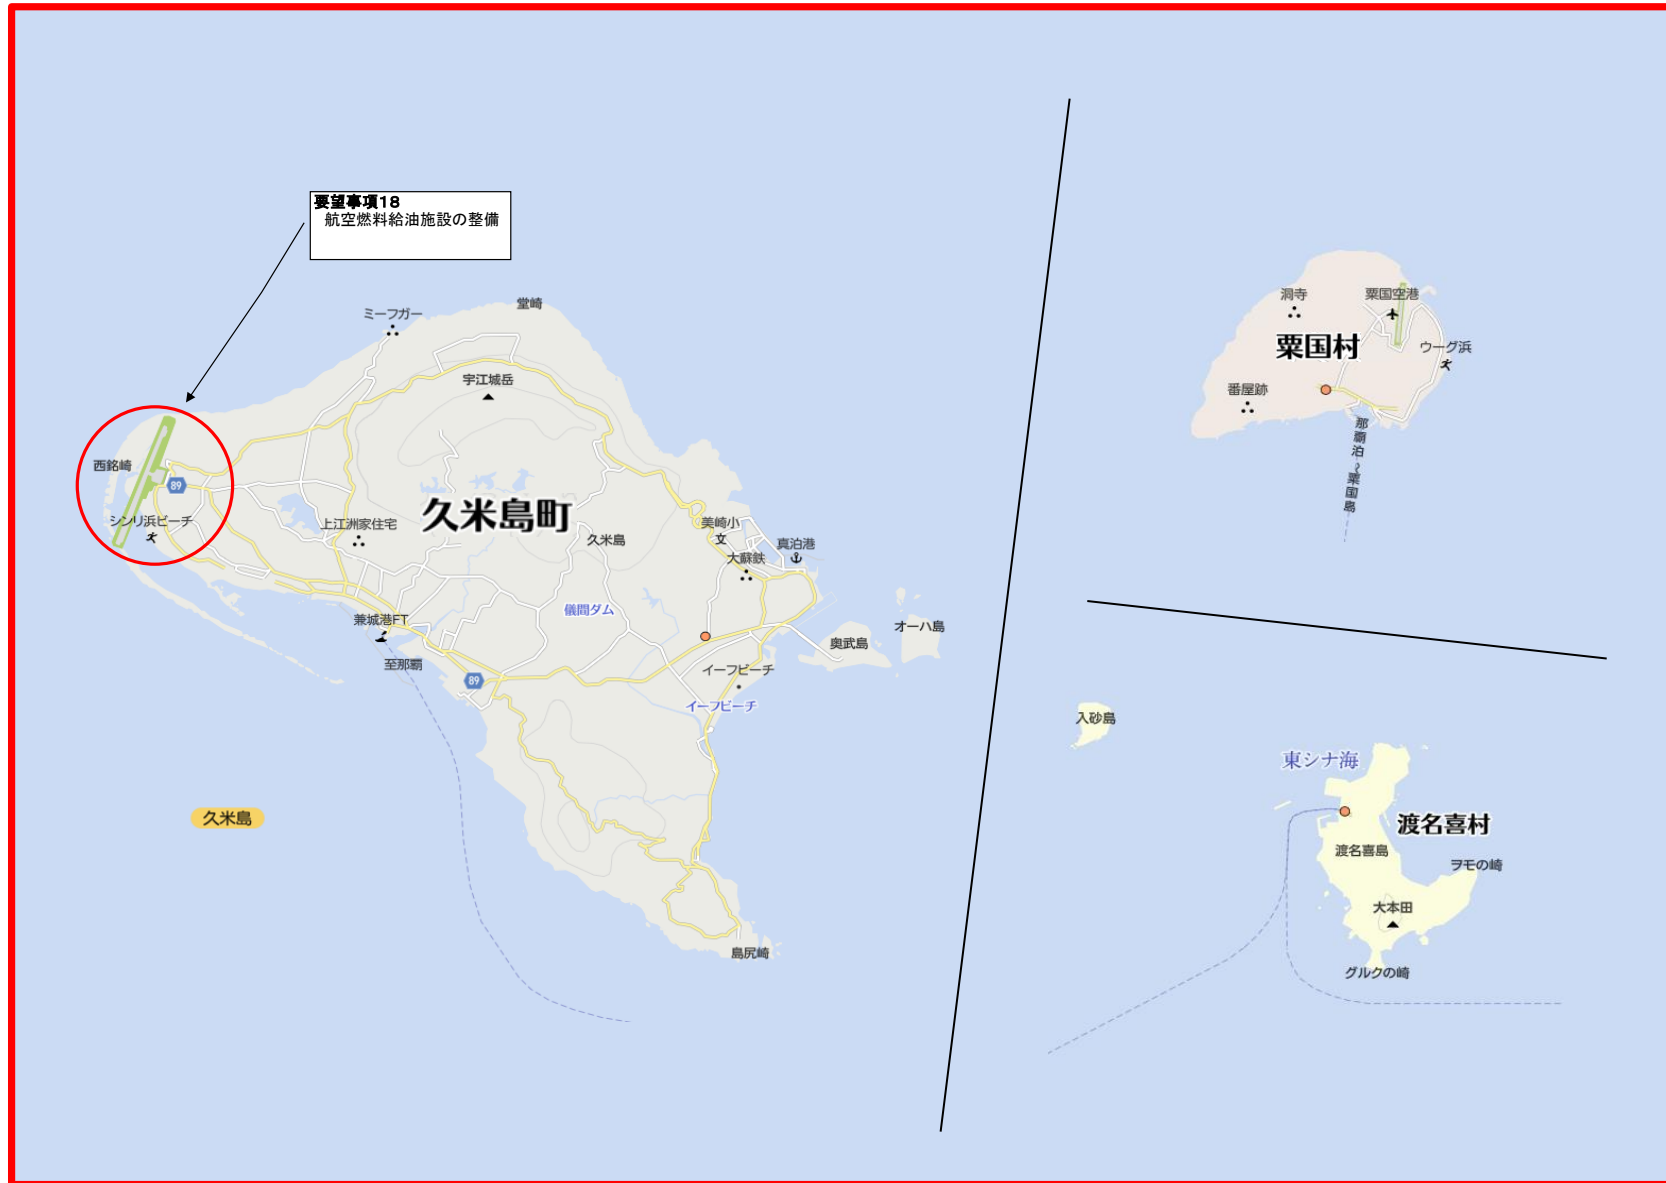 要望事項18
航空燃料給油施設の整備
堂崎
ミーフガー
宇江城岳
西銘崎
89
シンリ浜ビーチ
上江洲家住宅
久米島町
久米島
美崎小
文
真泊港
大蘇鉄
儀間ダム
兼城港FT
至那覇
89
奥武島
オーハ島
イーフビーチ
イーフビーチ
久米島
島尻崎
洞寺
粟国空港
粟国村
ウーグ浜
番屋跡
那覇泊~粟国島
入砂島
東シナ海
渡名喜村
渡名喜島
ヲモの崎
大本田
グルクの崎